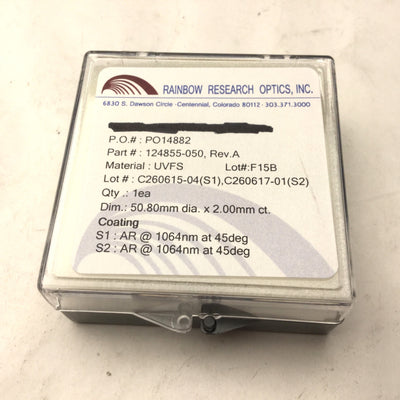 RAINBOW RESEARCH OPTICS, INC.
6830 S. Dawson Circle · Centennial, Colorado 80112 · 303.371.3000
P.O.# : PO14882
Part # : 124855-050, Rev.A
Material : UVFS Lot#:F15B
Lot # : C260615-04(S1),C260617-01(S2)
Qty .:1ea
Dim.: 50.80mm dia. x 2.00mm ct.
Coating
S1 : AR @ 1064nm at 45deg
S2 : AR @ 1064nm at 45deg